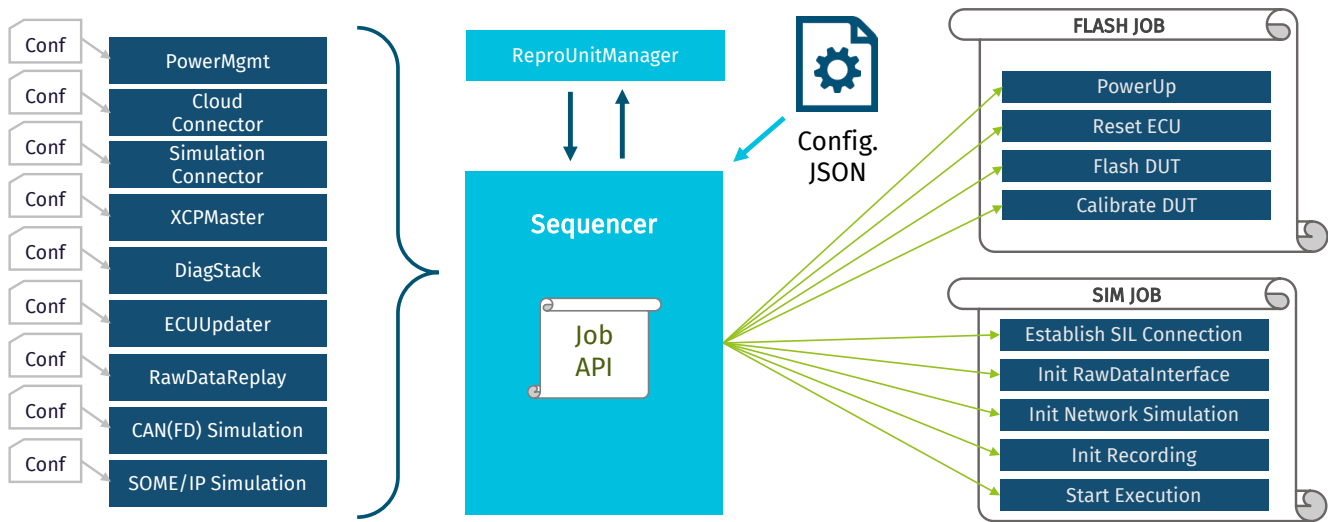 Conf
PowerMgmt
Conf
Cloud
Connector
Conf
Simulation
Connector
Conf
XCPMaster
Conf
DiagStack
Conf
ECUUpdater
Conf
RawDataReplay
Conf
CAN(FD) Simulation
Conf
SOME/IP Simulation
ReproUnitManager
Config.
JSON
Sequencer
Job
API
FLASH JOB
PowerUp
Reset ECU
Flash DUT
Calibrate DUT
SIM JOB
Establish SIL Connection
Init RawDataInterface
Init Network Simulation
Init Recording
Start Execution